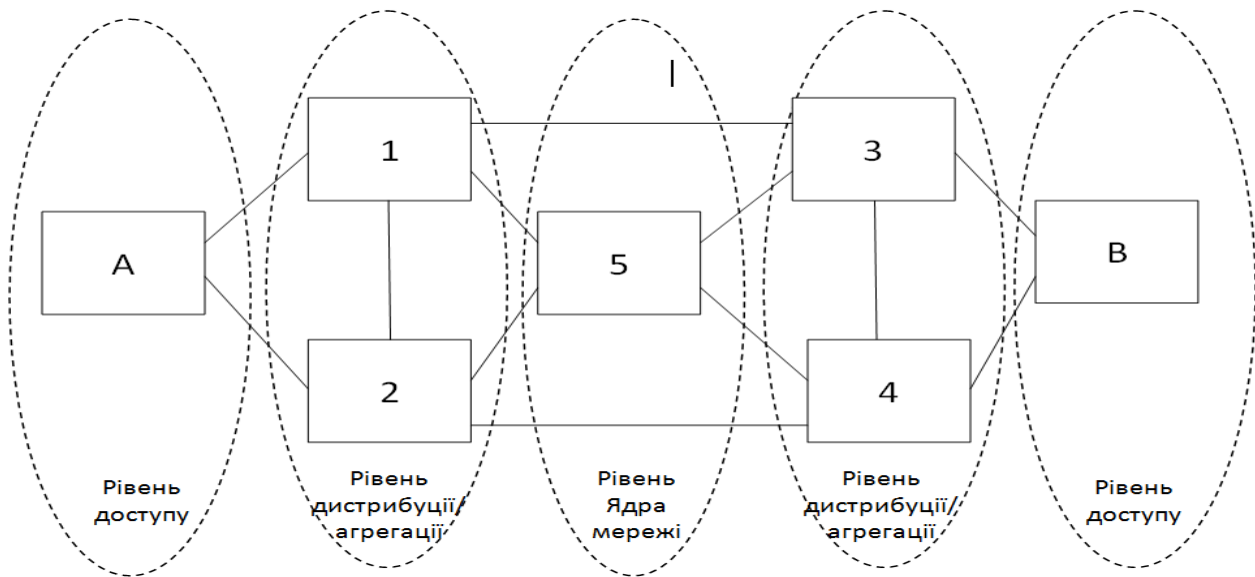 1
3
A
5
B
2
4
Рівень
доступу
Рівень
дистрибуції/
агрегації
Рівень
Ядра
мережі
Рівень
дистрибуції/
агрегації
Рівень
доступу